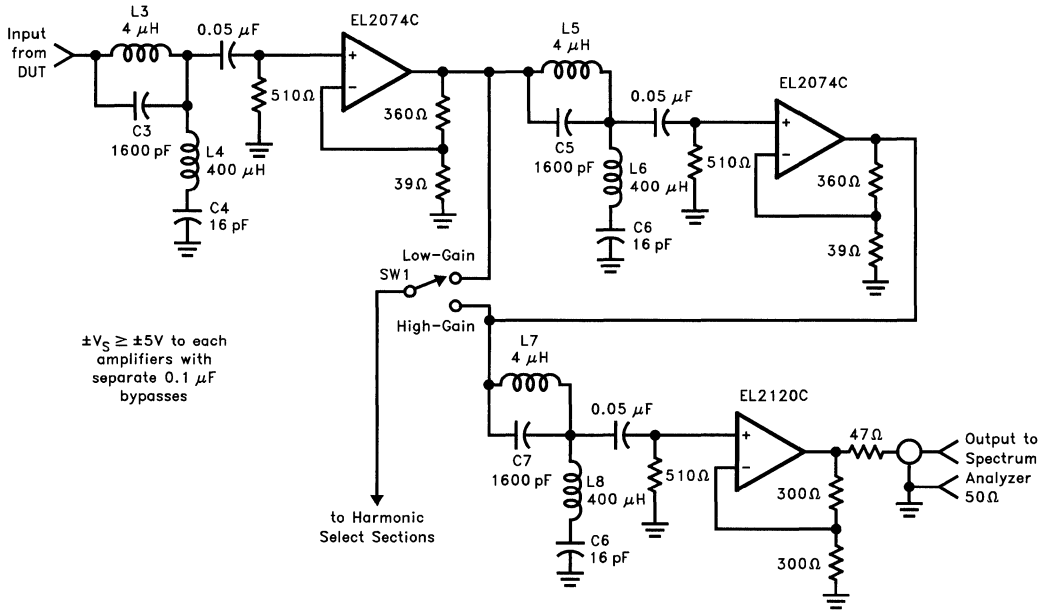 Input
from
DUT
L3
4 μH
0.05 μF
EL2074C
+
−
C3
1600 pF
510Ω
L4
400 μH
C4
16 pF
360Ω
39Ω
L5
4 μH
0.05 μF
EL2074C
+
−
C5
1600 pF
510Ω
L6
400 μH
C6
16 pF
360Ω
39Ω
Low-Gain
SW1
High-Gain
±VS ≥ ±5V to each
amplifiers with
separate 0.1 μF
bypasses
L7
4 μH
0.05 μF
EL2120C
+
−
C7
1600 pF
510Ω
L8
400 μH
C6
16 pF
47Ω
300Ω
300Ω
Output to
Spectrum
Analyzer
50Ω
to Harmonic
Select Sections